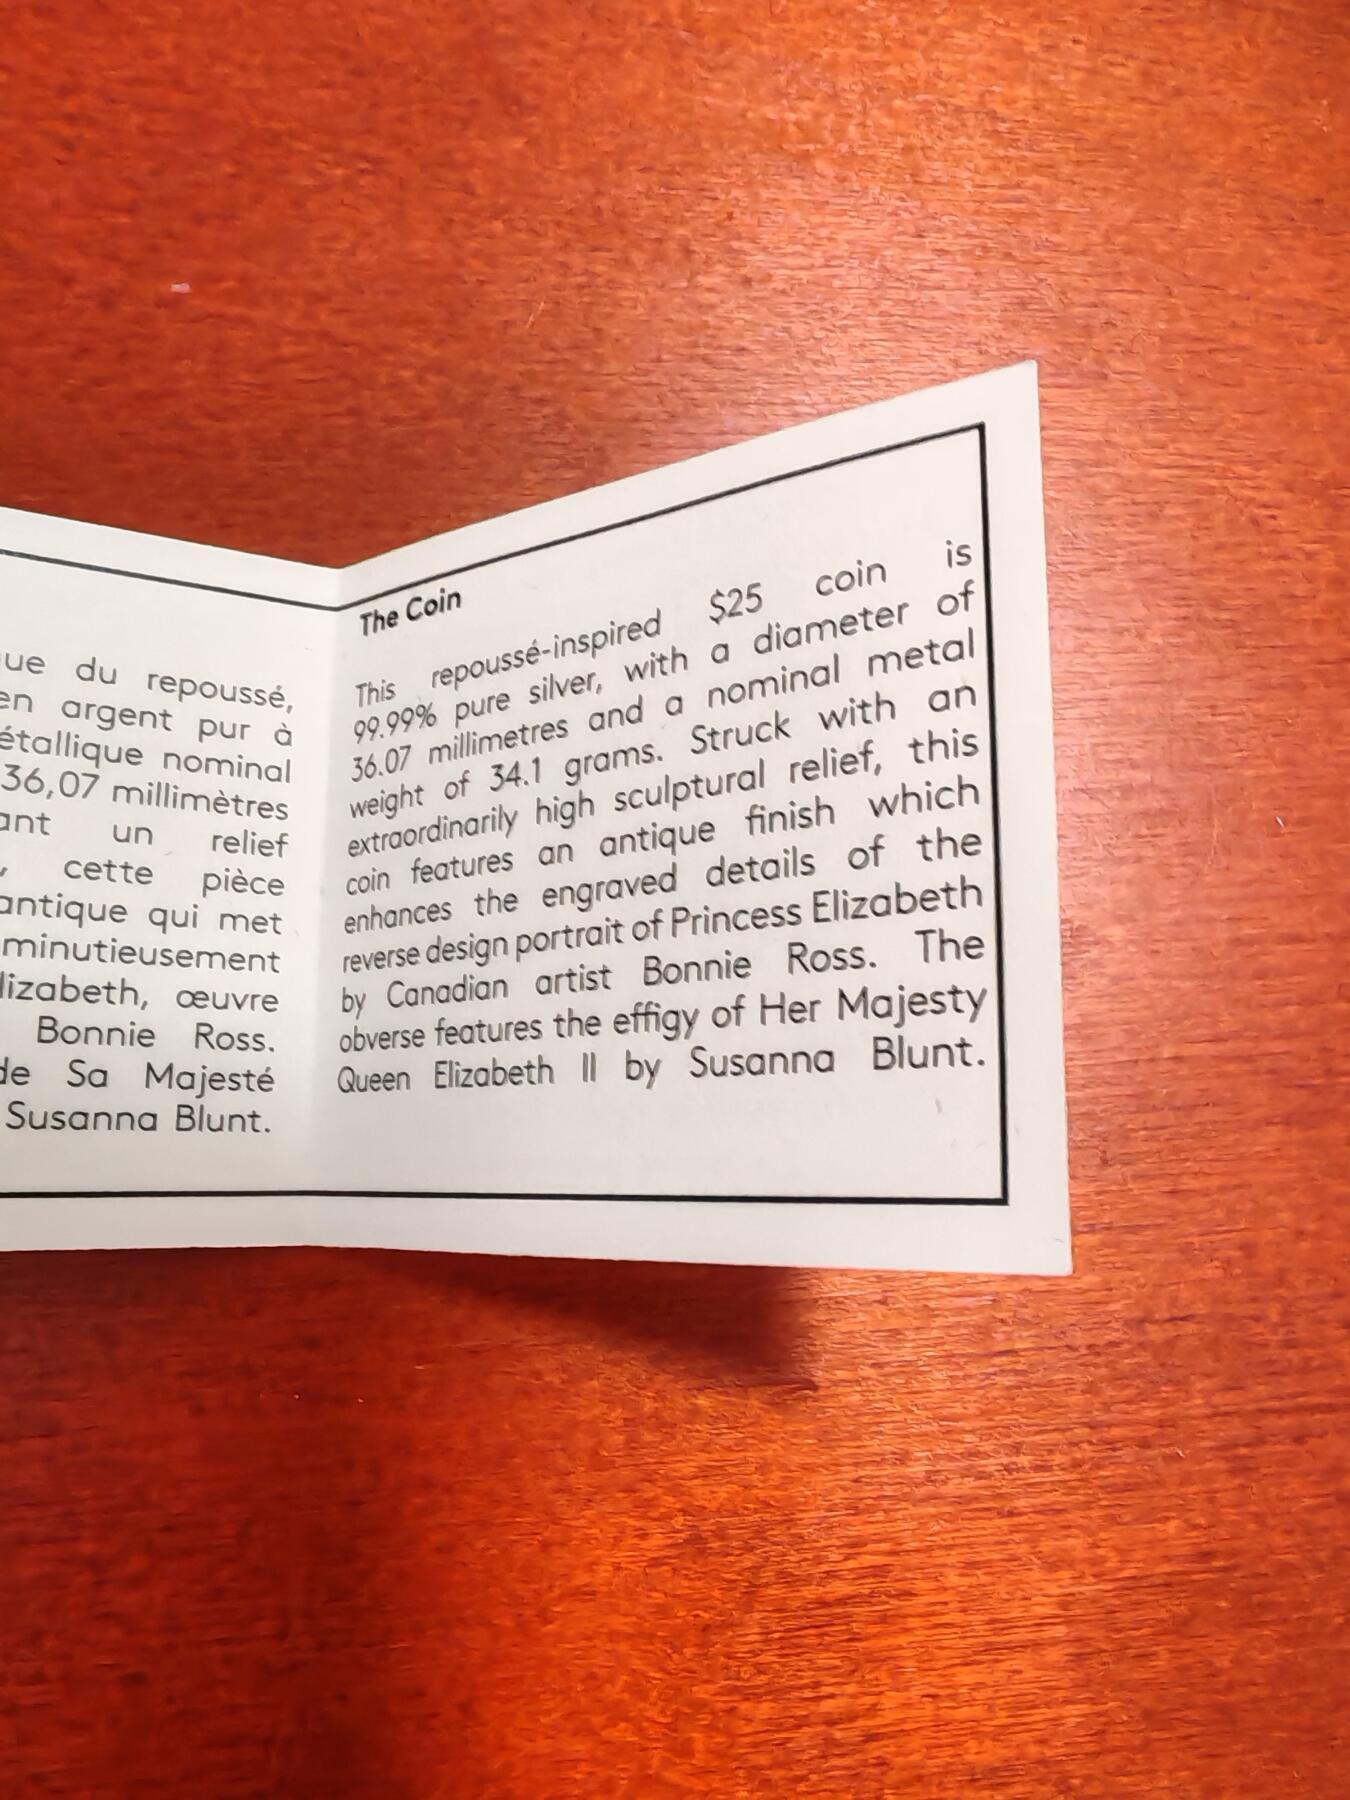 du repoussé,
argent pur à
nominal
36,07 millimètres
un relief
cette pièce
antique qui met
minutieusement
œuvre
Bonnie Ross.
de Sa Majesté
Susanna Blunt.
The Coin
This repoussé-inspired $25 coin is
99.99% pure silver, with a diameter of
36.07 millimetres and a nominal metal
weight of 34.1 grams. Struck with an
extraordinarily high sculptural relief, this
coin features an antique finish which
enhances the engraved details of the
reverse design portrait of Princess Elizabeth
by Canadian artist Bonnie Ross. The
obverse features the effigy of Her Majesty
Queen Elizabeth II by Susanna Blunt.